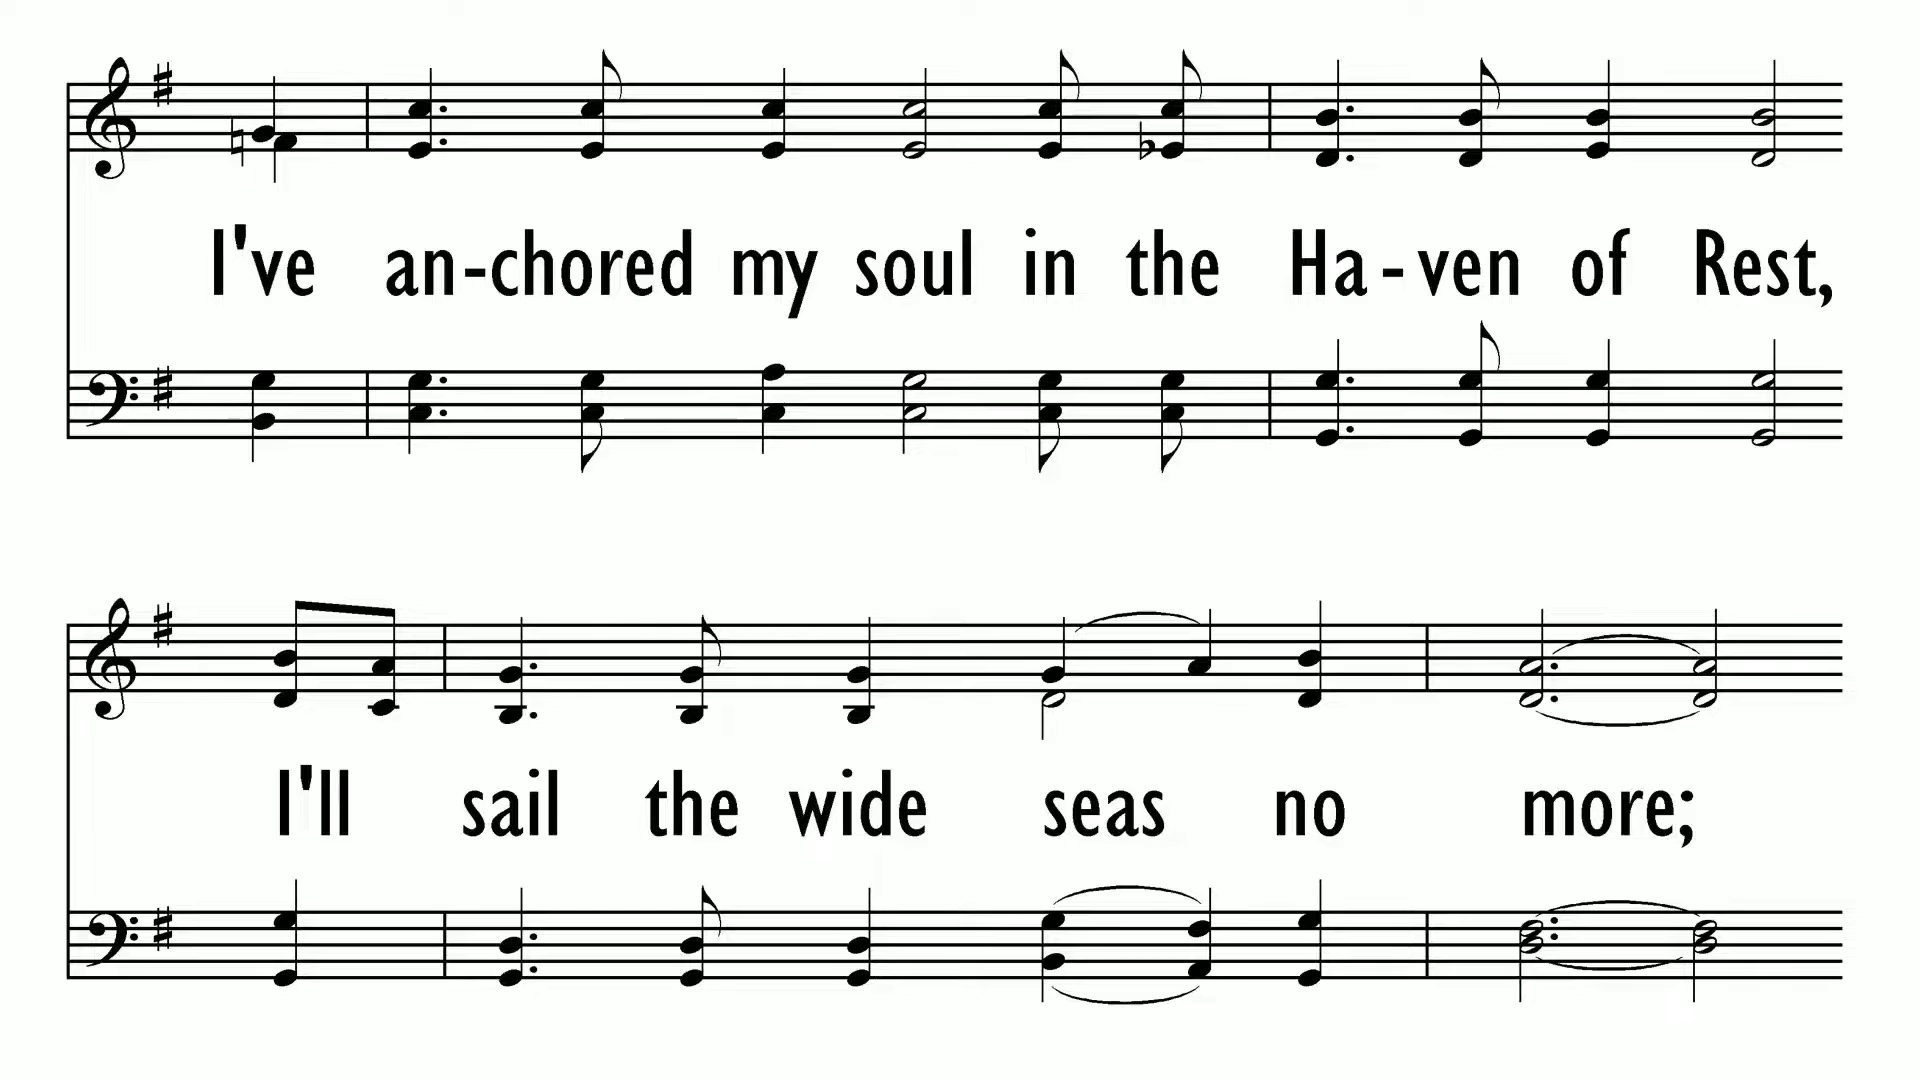 I've an-chored my soul in the Ha-ven of Rest,
I'll sail the wide seas no more;